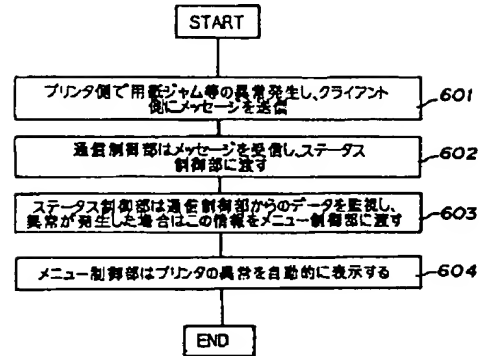 START
プリンタ側で用紙ジャム等の異常発生し、クライアント
側にメッセージを送信
601
通信制御部はメッセージを受信し、ステータス
制御部に渡す
602
ステータス制御部は通信制御部からのデータを監視し、
異常が発生した場合はこの情報をメニュー制御部に渡す
603
メニュー制御部はプリンタの異常を自動的に表示する
604
END